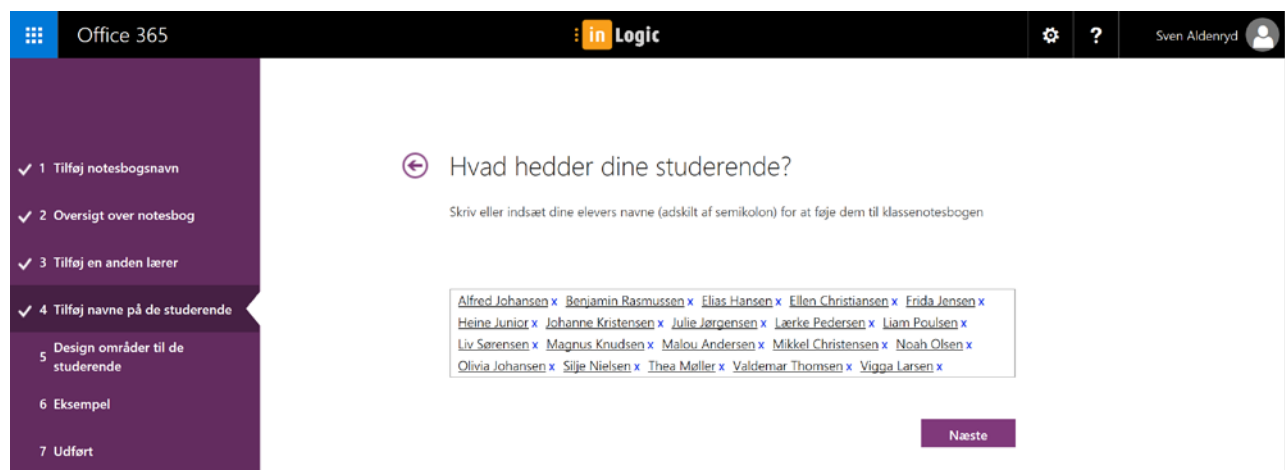 Office 365
in Logic
?
Sven Aldenryd
✓ 1 Tilføj notesbogsnavn
✓ 2 Oversigt over notesbog
✓ 3 Tilføj en anden lærer
✓ 4 Tilføj navne på de studerende
5 Design områder til de
studerende
6 Eksempel
7 Udført
Hvad hedder dine studerende?
Skriv eller indsæt dine elevers navne (adskilt af semikolon) for at føje dem til klassenotesbogen
Alfred Johansen x Benjamin Rasmussen x Elias Hansen x Ellen Christiansen x Frida Jensen x
Heine Junior x Johanne Kristensen x Julie Jørgensen x Lærke Pedersen x Liam Poulsen x
Liv Sørensen x Magnus Knudsen x Malou Andersen x Mikkel Christensen x Noah Olsen x
Olivia Johansen x Silje Nielsen x Thea Møller x Valdemar Thomsen x Vigga Larsen x
Næste